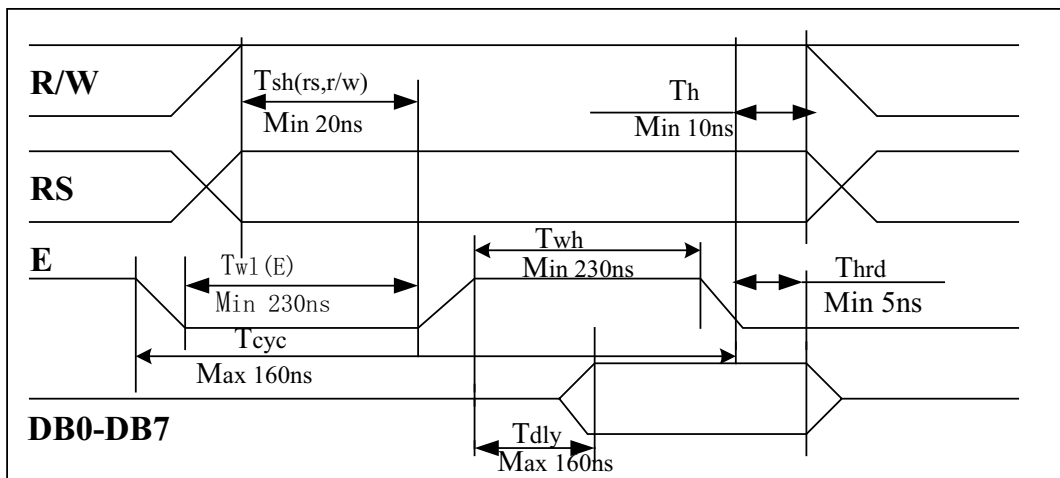 R/W
Tsh(rs,r/w)
Min 20ns
Th
Min 10ns
RS
E
Twl(E)
Min 230ns
Twh
Min 230ns
Thrd
Min 5ns
Tcyc
Max 160ns
DB0-DB7
Tdly
Max 160ns